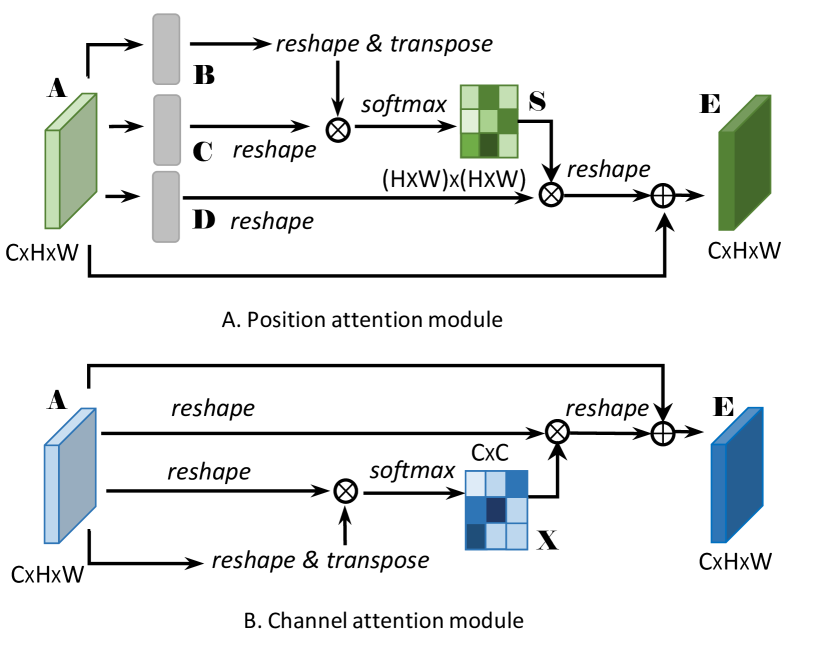 reshape & transpose
B
A
softmax
S
E
C
reshape
(HxW)x(HxW)
reshape
D
reshape
CxHxW
CxHxW
A. Position attention module
A
reshape
reshape
E
CxC
reshape
softmax
X
reshape & transpose
CxHxW
CxHxW
B. Channel attention module